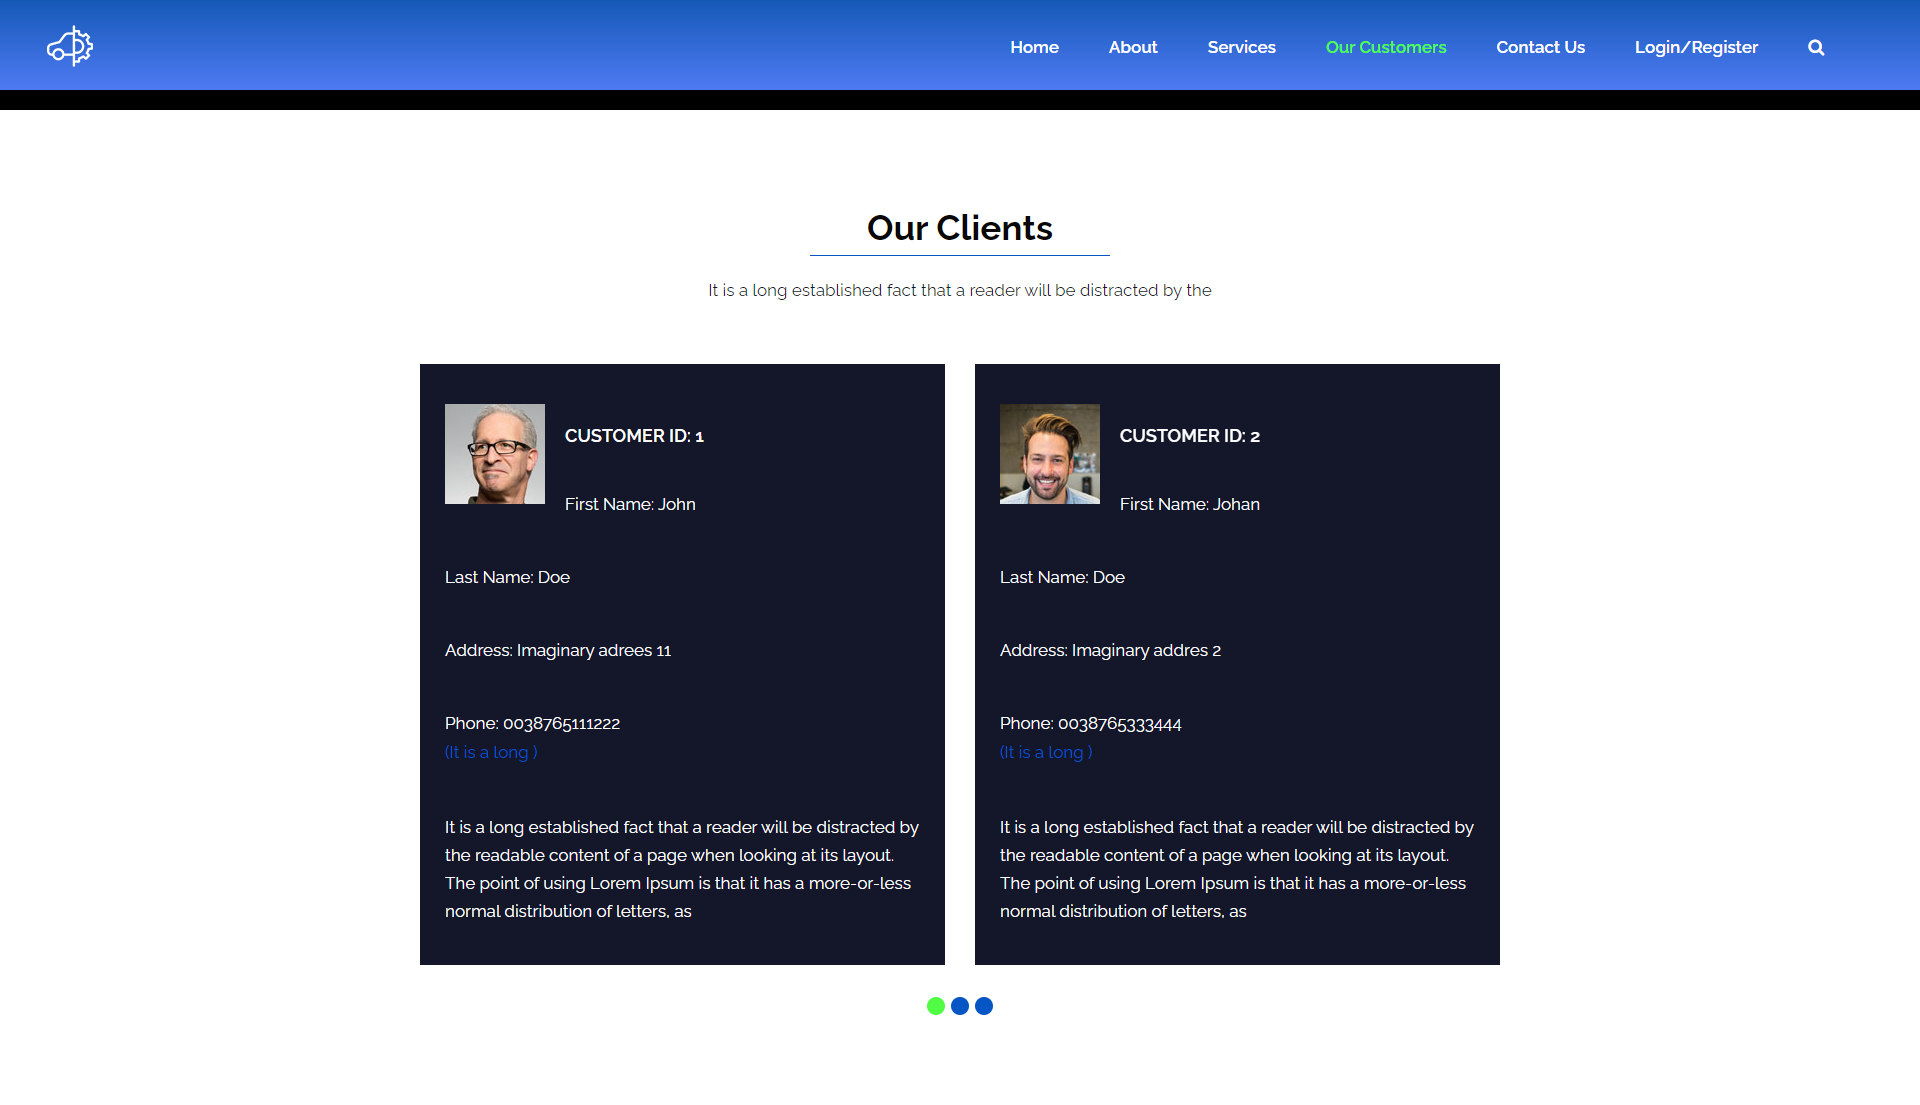 Home About Services Our Customers Contact Us Login/Register
Our Clients
It is a long established fact that a reader will be distracted by the
CUSTOMER ID: 1
First Name: John
Last Name: Doe
Address: Imaginary adrees 11
Phone: 0038765111222
(It is a long )
It is a long established fact that a reader will be distracted by
the readable content of a page when looking at its layout.
The point of using Lorem Ipsum is that it has a more-or-less
normal distribution of letters, as
CUSTOMER ID: 2
First Name: Johan
Last Name: Doe
Address: Imaginary addres 2
Phone: 0038765333444
(It is a long )
It is a long established fact that a reader will be distracted by
the readable content of a page when looking at its layout.
The point of using Lorem Ipsum is that it has a more-or-less
normal distribution of letters, as